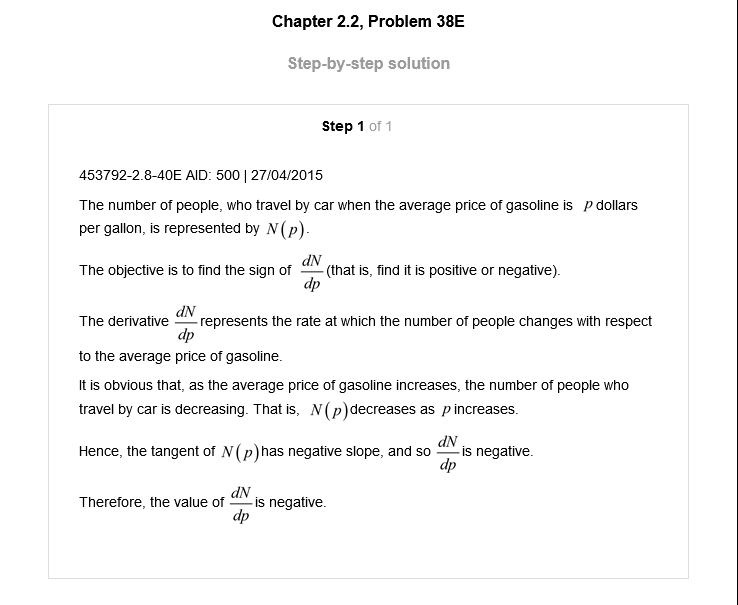 Chapter 2.2, Problem 38E
Step-by-step solution
Step 1 of 1
453792-2.8-40E AID: 500 | 27/04/2015
The number of people, who travel by car when the average price of gasoline is p dollars
per gallon, is represented by N(p).
The objective is to find the sign of dN/dp (that is, find it is positive or negative).
The derivative dN/dp represents the rate at which the number of people changes with respect
to the average price of gasoline.
It is obvious that, as the average price of gasoline increases, the number of people who
travel by car is decreasing. That is, N(p) decreases as p increases.
Hence, the tangent of N(p) has negative slope, and so dN/dp is negative.
Therefore, the value of dN/dp is negative.